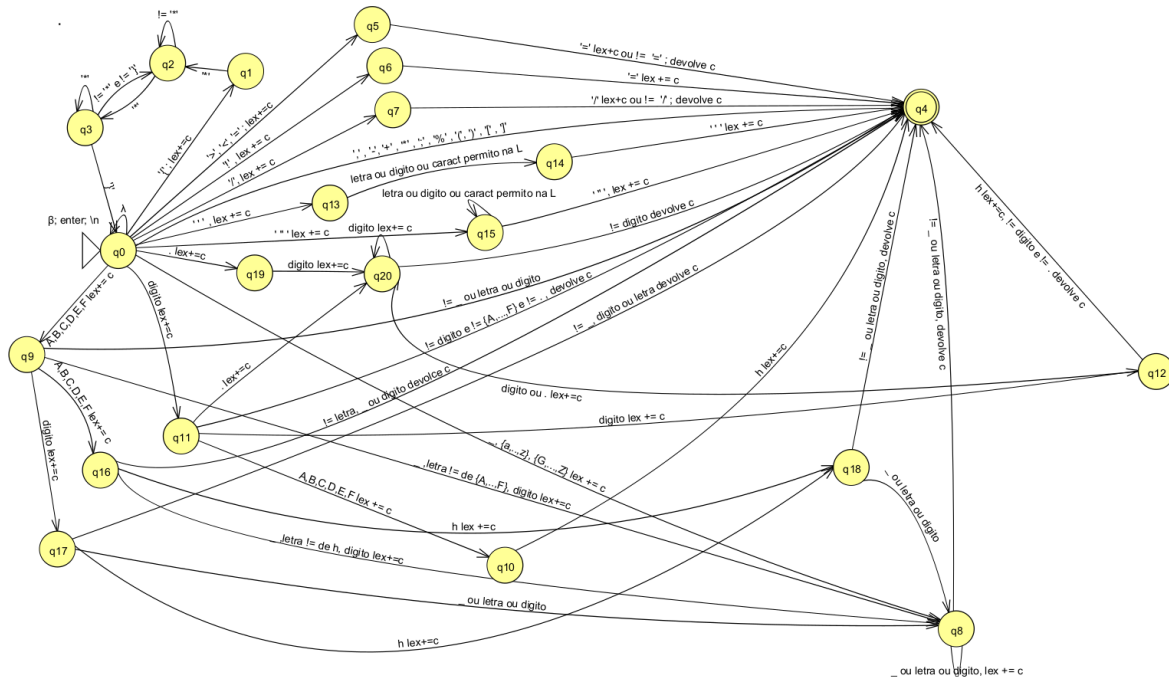 != '*'
q5
'=' lex+c ou != '=' ; devolve c
q2
q6
'=' lex += c
q1
'*'
'*'
!= '*' e != '}'
'*'
q3
q7
'/' lex+c ou != '/' ; devolve c
q4
'{' ; lex+=c
'>', '<', '=' ; lex+=c
'!' , lex += c
'/', lex += c
q14
' ' ' lex += c
letra ou digito ou caract permito na L
'}'
q13
letra ou digito ou caract permito na L
' ' ', lex += c
' " ', lex += c
β; enter; \n
λ
q0
' " ' lex += c
digito lex+= c
q15
!= digito devolve c
. lex+=c
q19
digito lex+=c
q20
A,B,C,D,E,F lex+= c
digito lex+=c
!= _ ou letra ou digito
!= digito e != {A,...,F} e != . , devolve c
!= _, digito ou letra devolve c
!= _ ou letra ou digito, devolve c
!= _ ou letra ou digito, devolve c
h lex+=c, != digito e != . devolve c
q9
q12
A,B,C,D,E,F lex+= c
. lex+=c
!= letra, _ ou digito devolce c
h lex+=c
digito ou . lex+=c
digito lex += c
digito lex+=c
q11
_, {a,..,z}, {G,...,Z} lex += c
_ ,letra != de {A,...,F}, digito lex+=c
q16
A,B,C,D,E,F lex += c
q18
h lex +=c
_ ou letra ou digito
q17
_ ,letra != de h, digito lex+=c
q10
_ ou letra ou digito
q8
h lex+=c
_ ou letra ou digito, lex += c